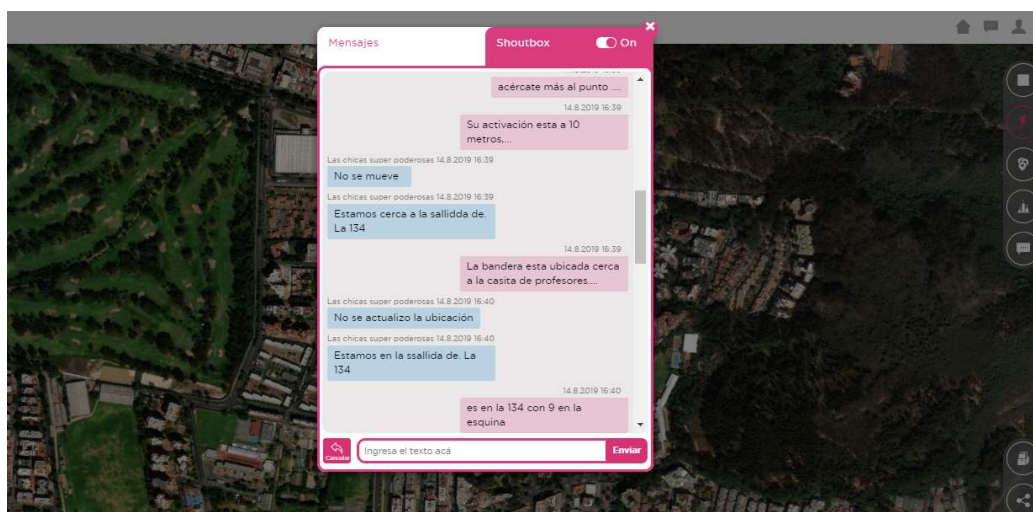 Mensajes
Shoutbox
On
acércate más al punto ....
14.8.2019 16:39
Su activación esta a 10
metros,...
Las chicas super poderosas 14.8.2019 16:39
No se mueve
Las chicas super poderosas 14.8.2019 16:39
Estamos cerca a la sallidda de.
La 134
14.8.2019 16:39
La bandera esta ubicada cerca
a la casita de profesores....
Las chicas super poderosas 14.8.2019 16:40
No se actualizo la ubicación
Las chicas super poderosas 14.8.2019 16:40
Estamos en la ssallida de. La
134
14.8.2019 16:40
es en la 134 con 9 en la
esquina
Cancelar
Ingresa el texto acá
Enviar